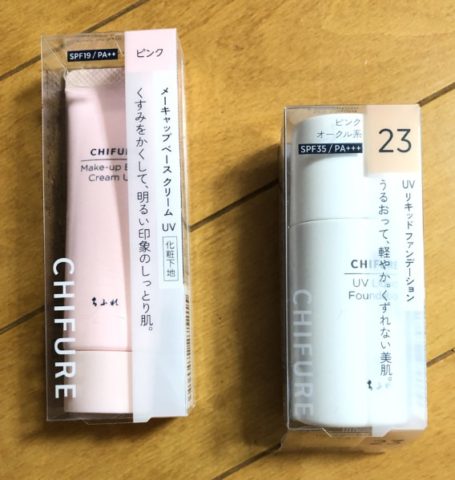 SPF19 / PA++
ピンク
メーキャップ ベース クリーム UV
化粧下地
くすみをかくして、明るい印象のしっとり肌。
CHIFURE
Make-up B
Cream U
ちふれ
CHIFURE
ピンク
オークル系
SPF35 / PA+++
23
UV リキッド ファンデーション
うるおって、軽やか。くずれない美肌。
CHIFURE
UV L
Founda
ちふれ
CHIFURE
23